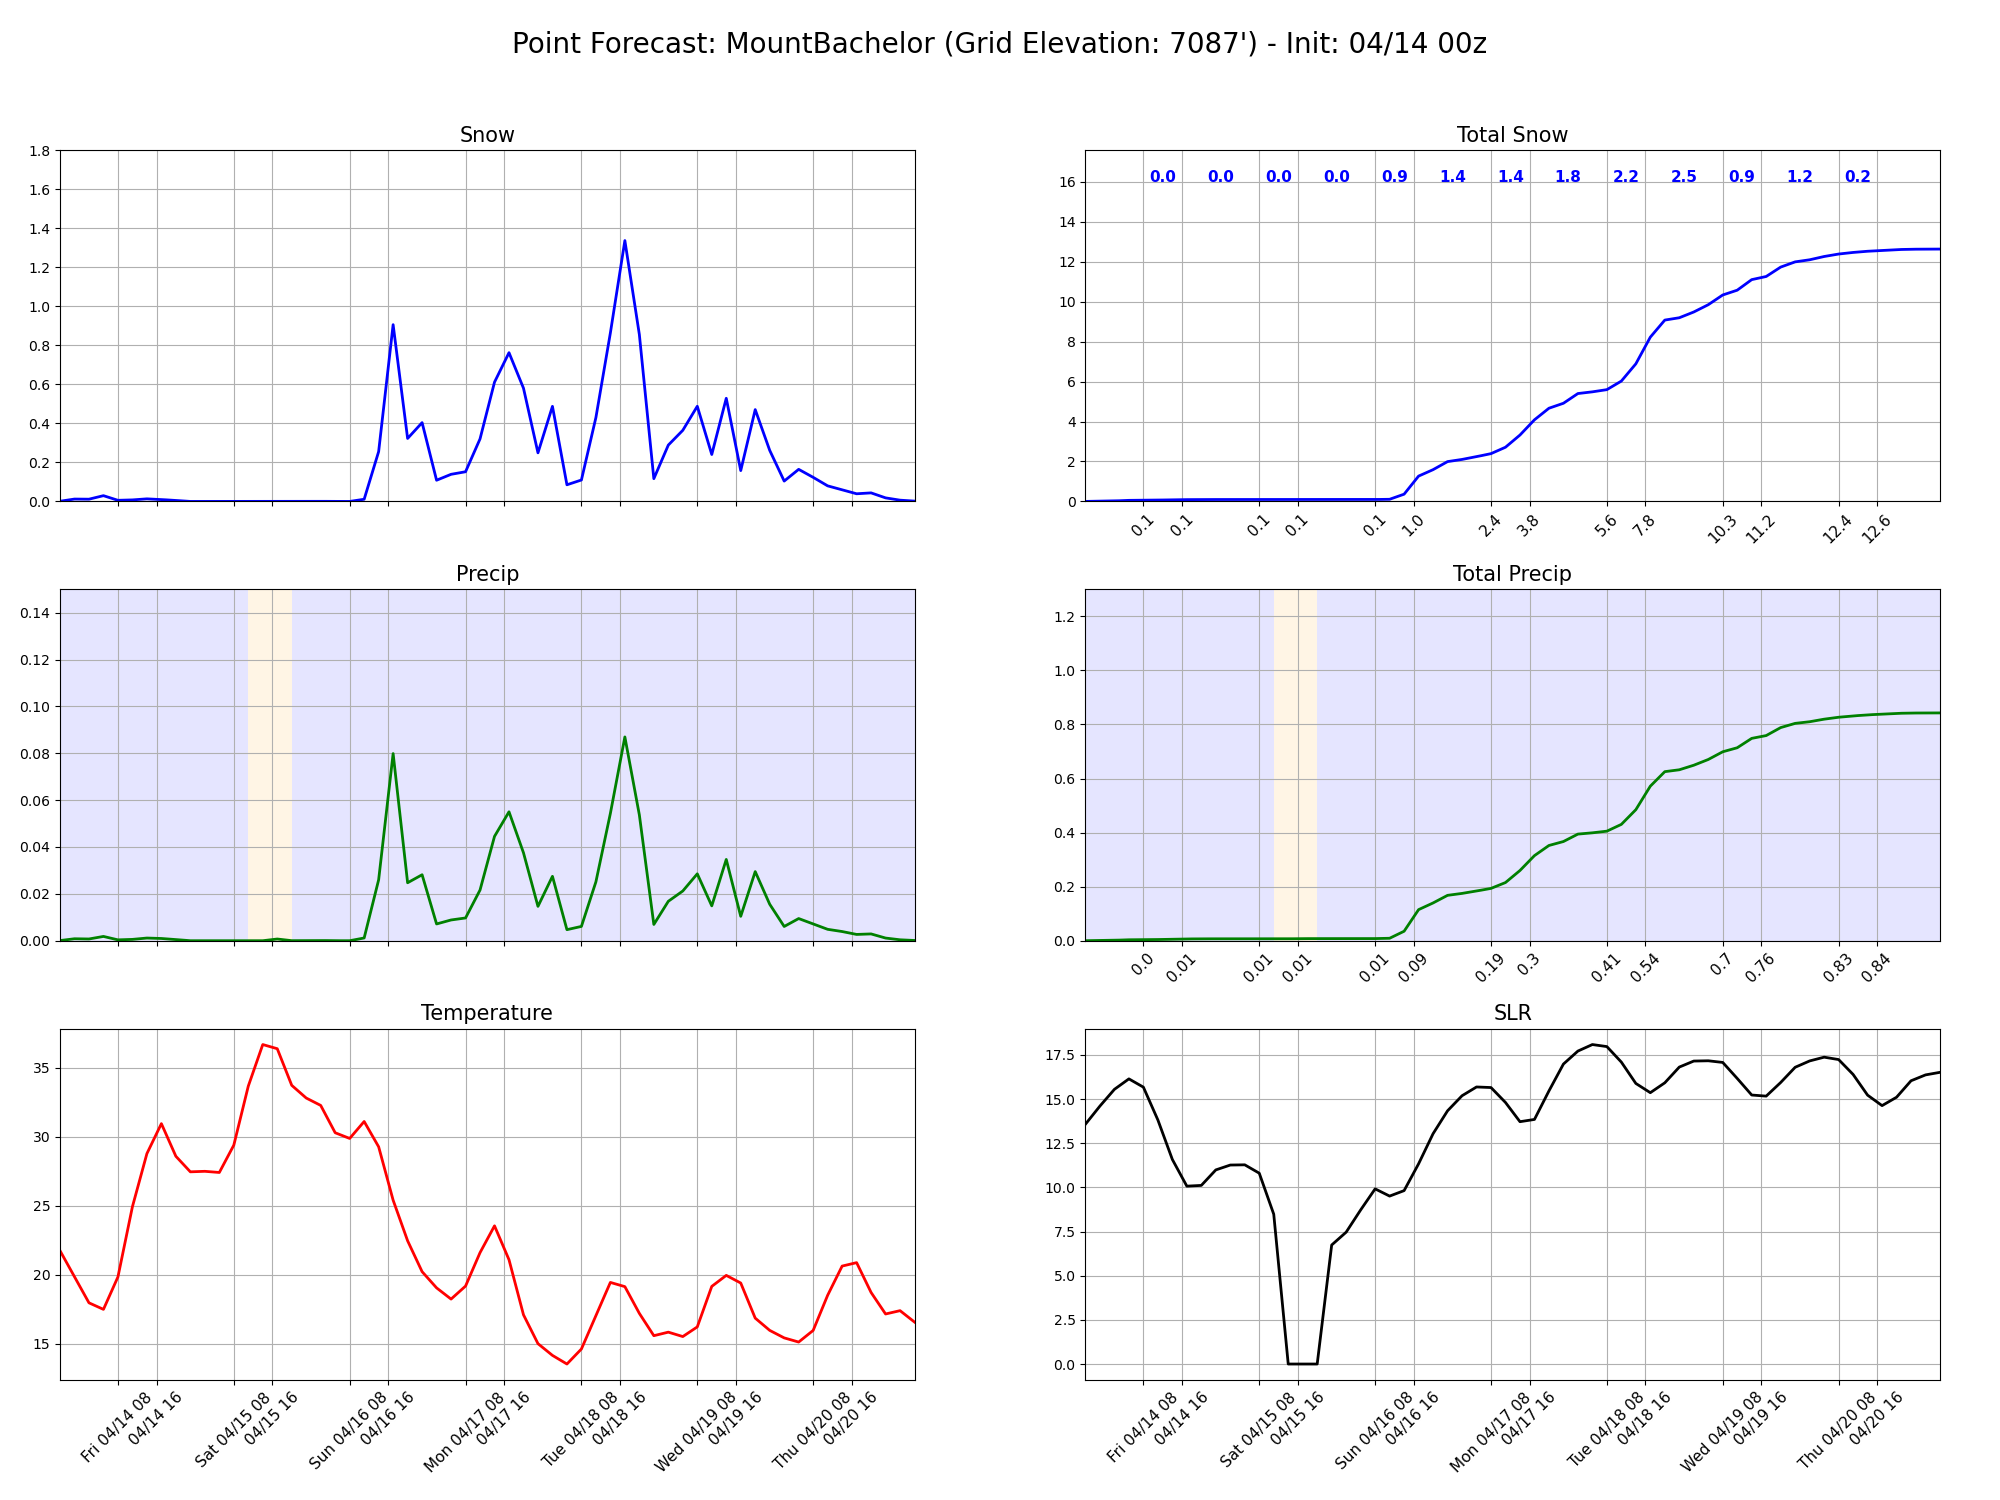 Point Forecast: MountBachelor (Grid Elevation: 7087') - Init: 04/14 00z
Snow
1.8
1.6
1.4
1.2
1.0
0.8
0.6
0.4
0.2
0.0
Total Snow
0.0 0.0 0.0 0.0 0.9 1.4 1.4 1.8 2.2 2.5 0.9 1.2 0.2
16
14
12
10
8
6
4
2
0
0.1 0.1 0.1 0.1 0.1 1.0 2.4 3.8 5.6 7.8 10.3 11.2 12.4 12.6
Precip
0.14
0.12
0.10
0.08
0.06
0.04
0.02
0.00
Total Precip
1.2
1.0
0.8
0.6
0.4
0.2
0.0
0.0 0.01 0.01 0.01 0.01 0.09 0.19 0.3 0.41 0.54 0.7 0.76 0.83 0.84
Temperature
35
30
25
20
15
Fri 04/14 08
04/14 16
Sat 04/15 08
04/15 16
Sun 04/16 08
04/16 16
Mon 04/17 08
04/17 16
Tue 04/18 08
04/18 16
Wed 04/19 08
04/19 16
Thu 04/20 08
04/20 16
SLR
17.5
15.0
12.5
10.0
7.5
5.0
2.5
0.0
Fri 04/14 08
04/14 16
Sat 04/15 08
04/15 16
Sun 04/16 08
04/16 16
Mon 04/17 08
04/17 16
Tue 04/18 08
04/18 16
Wed 04/19 08
04/19 16
Thu 04/20 08
04/20 16